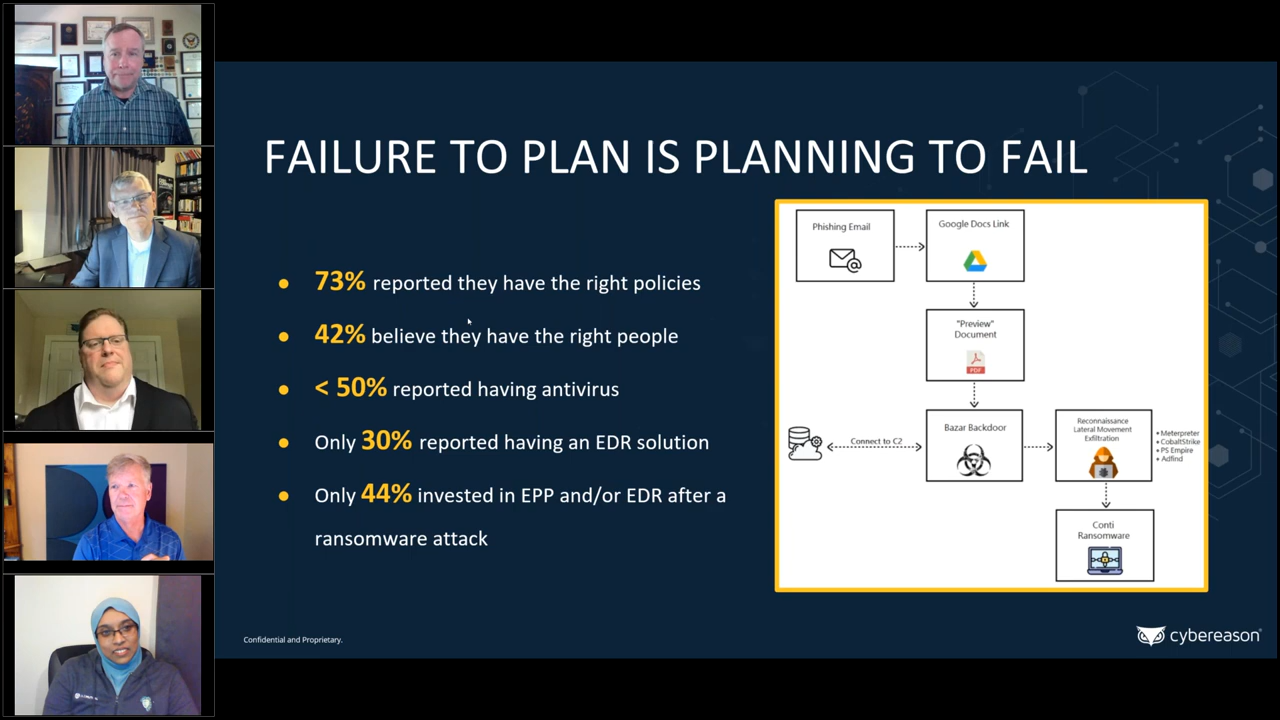 FAILURE TO PLAN IS PLANNING TO FAIL
● 73% reported they have the right policies
● 42% believe they have the right people
● < 50% reported having antivirus
● Only 30% reported having an EDR solution
● Only 44% invested in EPP and/or EDR after a
ransomware attack
Phishing Email
Google Docs Link
"Preview"
Document
PDF
Connect to C2
Bazar Backdoor
Reconnaissance
Lateral Movement
Exfiltration
• Meterpreter
• CobaltStrike
• PS Empire
• Adfind
Conti
Ransomware
Confidential and Proprietary.
cybereason